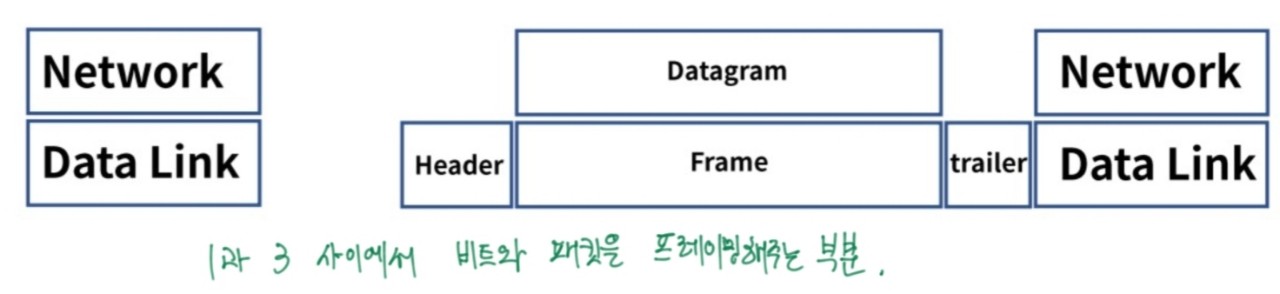 Network
Datagram
Network
Data Link
Header
Frame
trailer
Data Link
1과 3 사이에서 비트와 패킷을 프레이밍해주는 부분.